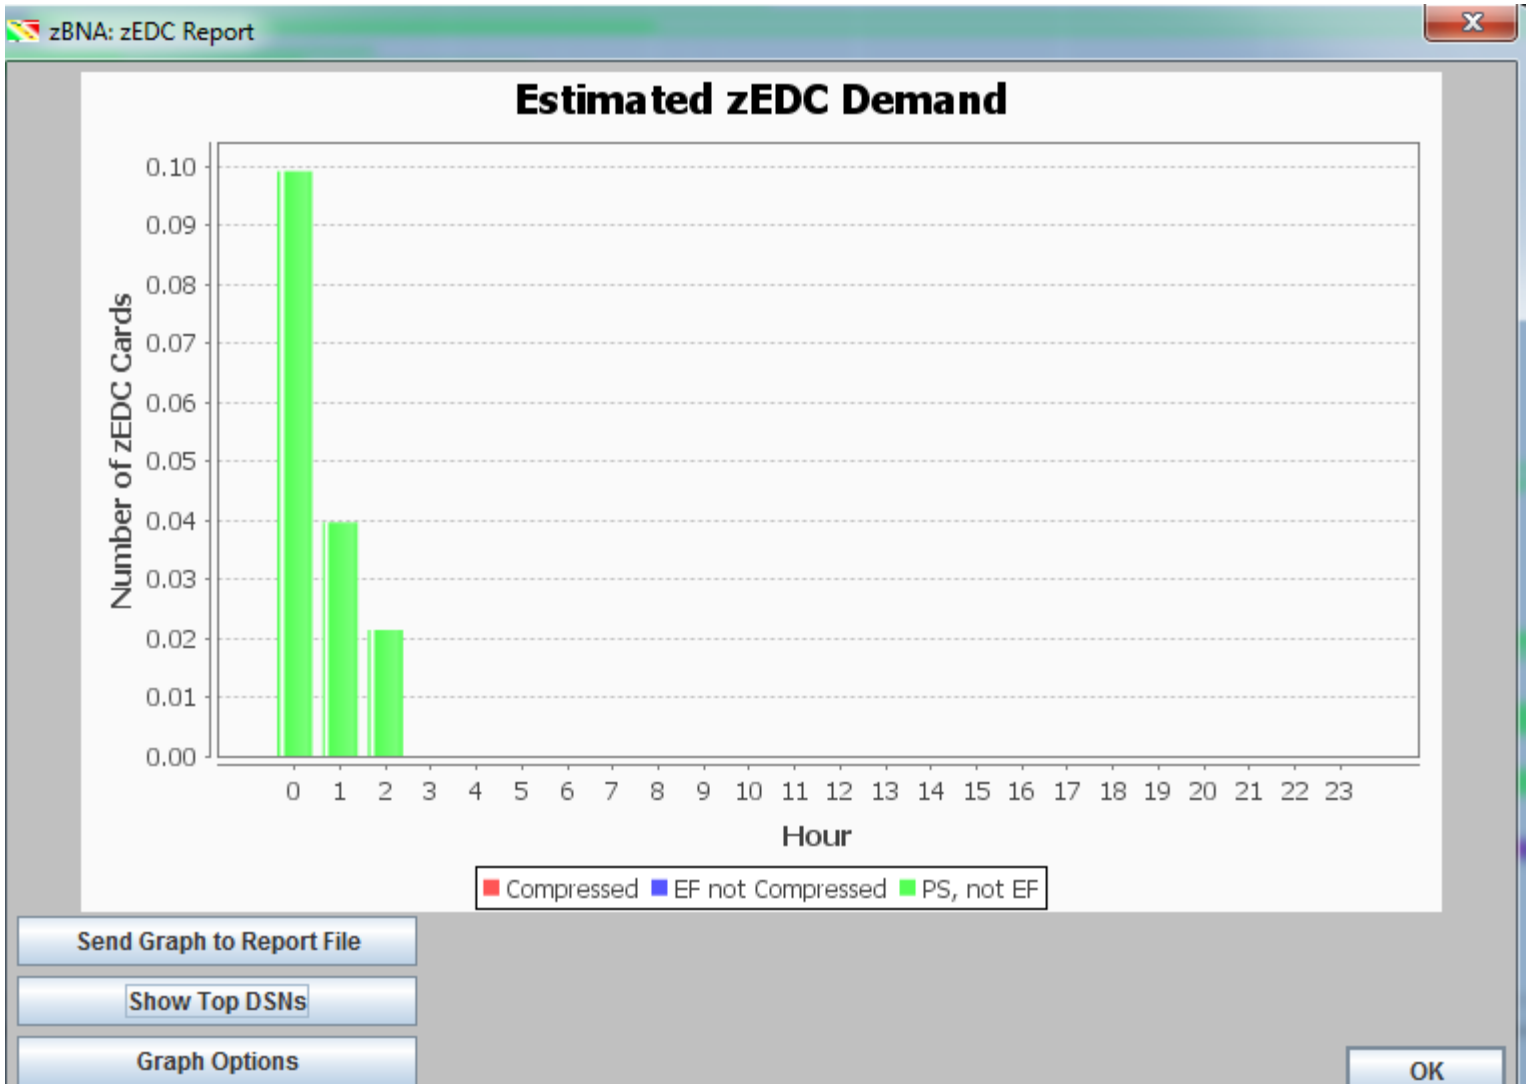 zBNA: zEDC Report
X
Estimated zEDC Demand
0.10
0.09
0.08
0.07
0.06
0.05
0.04
0.03
0.02
0.01
0.00
Number of zEDC Cards
0 1 2 3 4 5 6 7 8 9 10 11 12 13 14 15 16 17 18 19 20 21 22 23
Hour
Compressed EF not Compressed PS, not EF
Send Graph to Report File
Show Top DSNs
Graph Options
OK